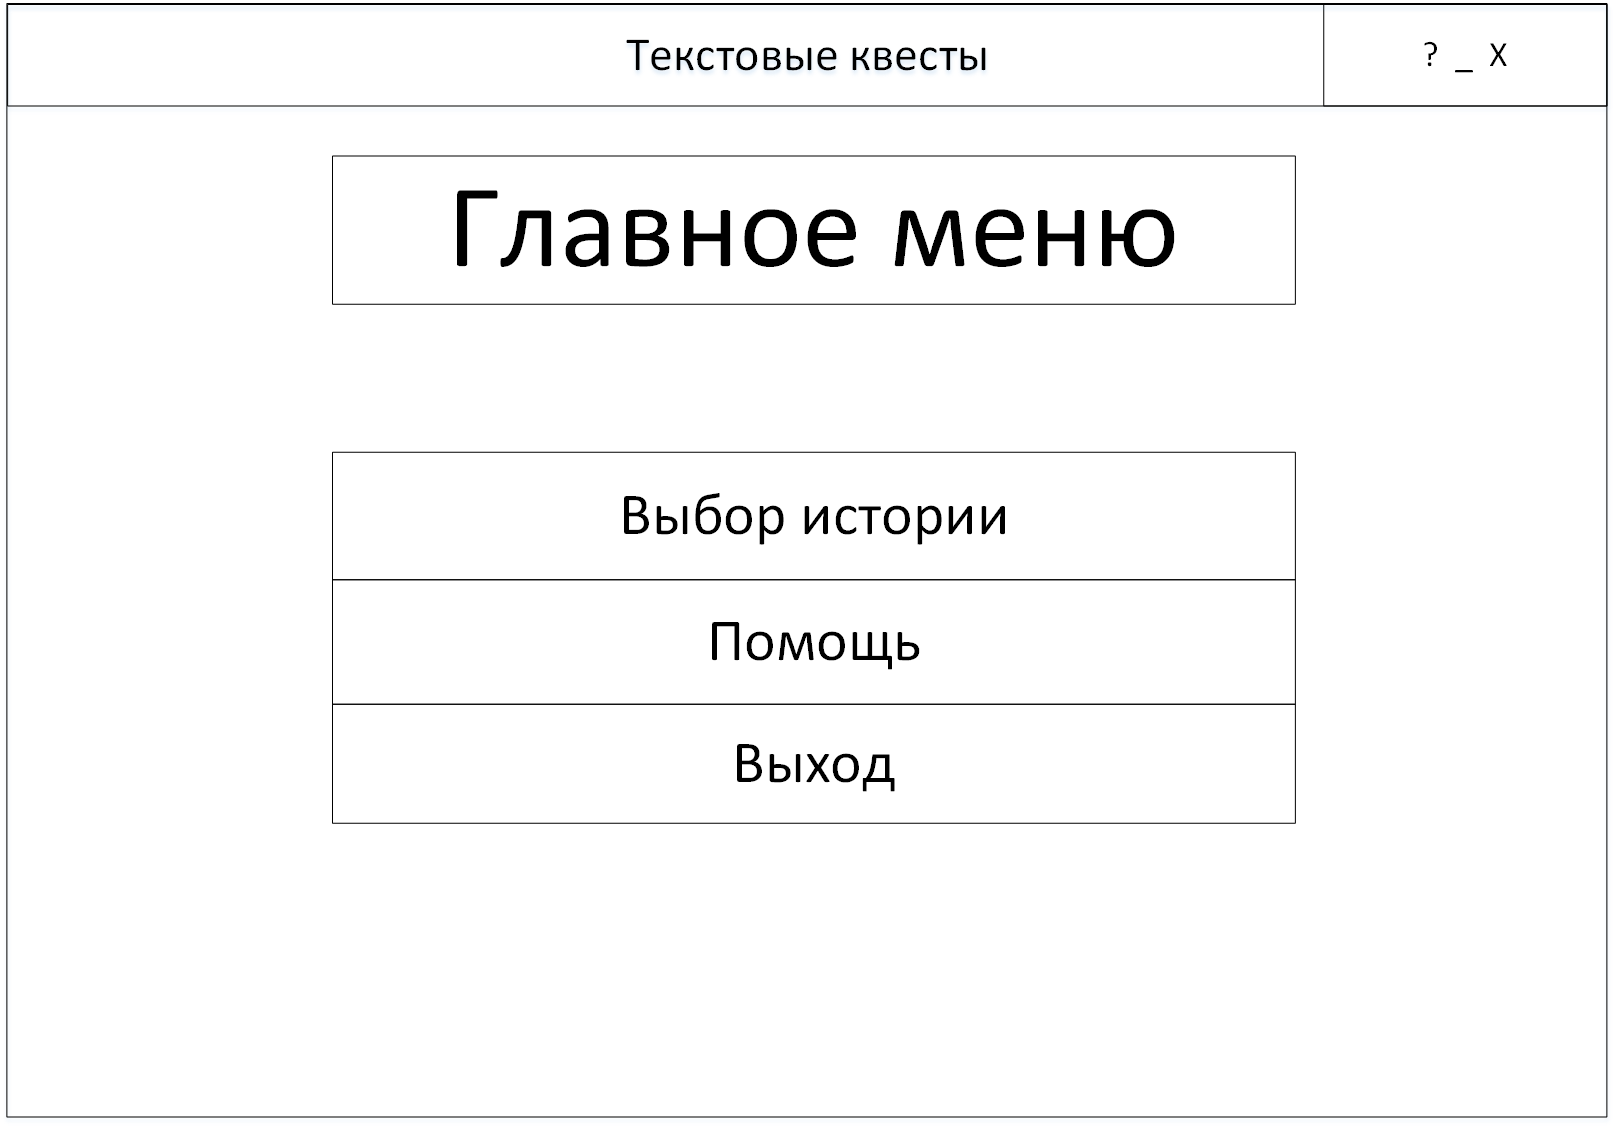 Текстовые квесты
? _ X
Главное меню
Выбор истории
Помощь
Выход